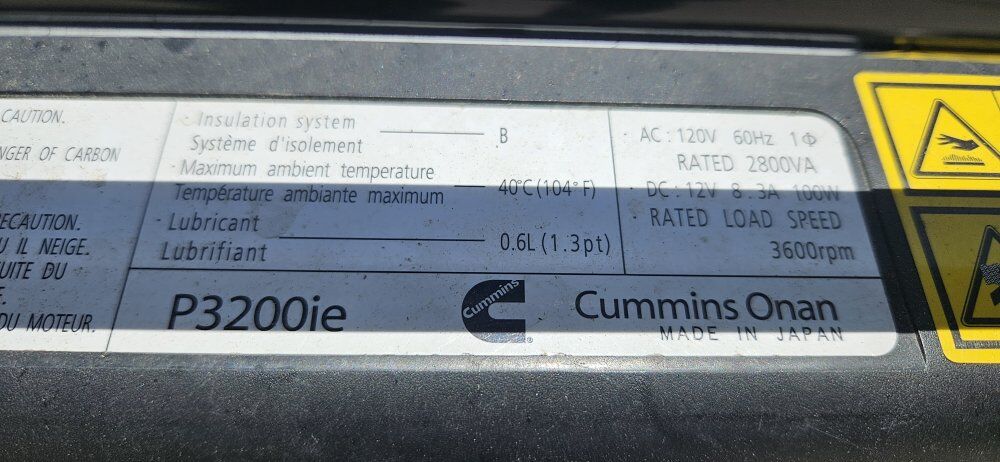 CAUTION.
NGER OF CARBON
RECAUTION.
U IL NEIGE.
UITE DU
E.
DU MOTEUR.
Insulation system
Système d'isolement
B
Maximum ambient temperature
Température ambiante maximum
40°C(104°F)
Lubricant
Lubrifiant
0.6L(1.3pt)
AC:120V 60Hz 1Φ
RATED 2800VA
DC:12V 8.3A 100W
RATED LOAD SPEED
3600rpm
P3200ie
Cummins
Cummins Onan
MADE IN JAPAN